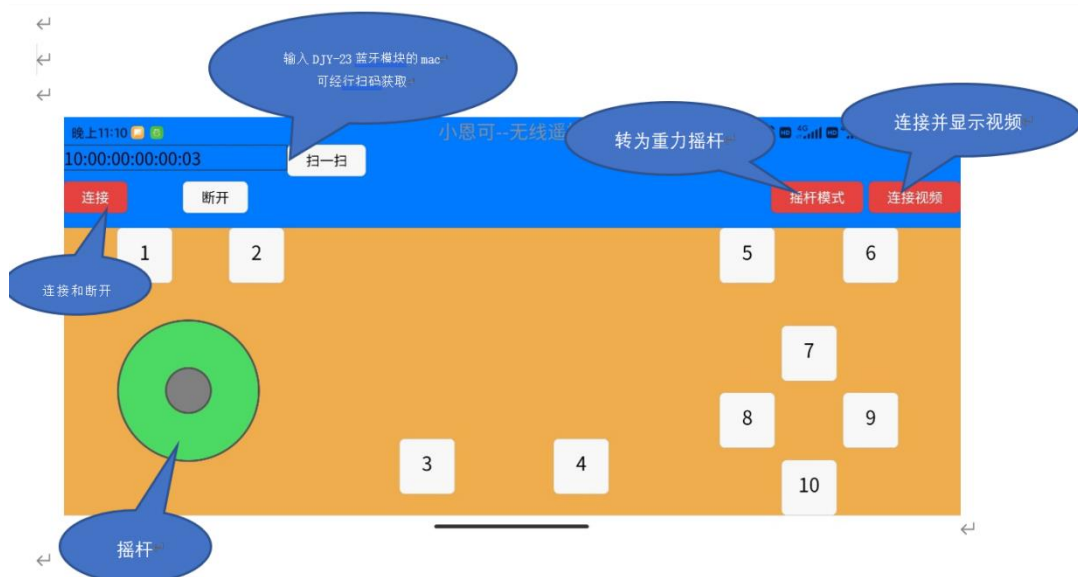 输入 DJY-23 蓝牙模块的 mac
可经行扫码获取
连接并显示视频
转为重力摇杆
晚上11:10
小恩可--无线遥
10:00:00:00:00:03
扫一扫
连接
断开
摇杆模式
连接视频
1
2
5
6
连接和断开
7
8
9
3
4
10
摇杆